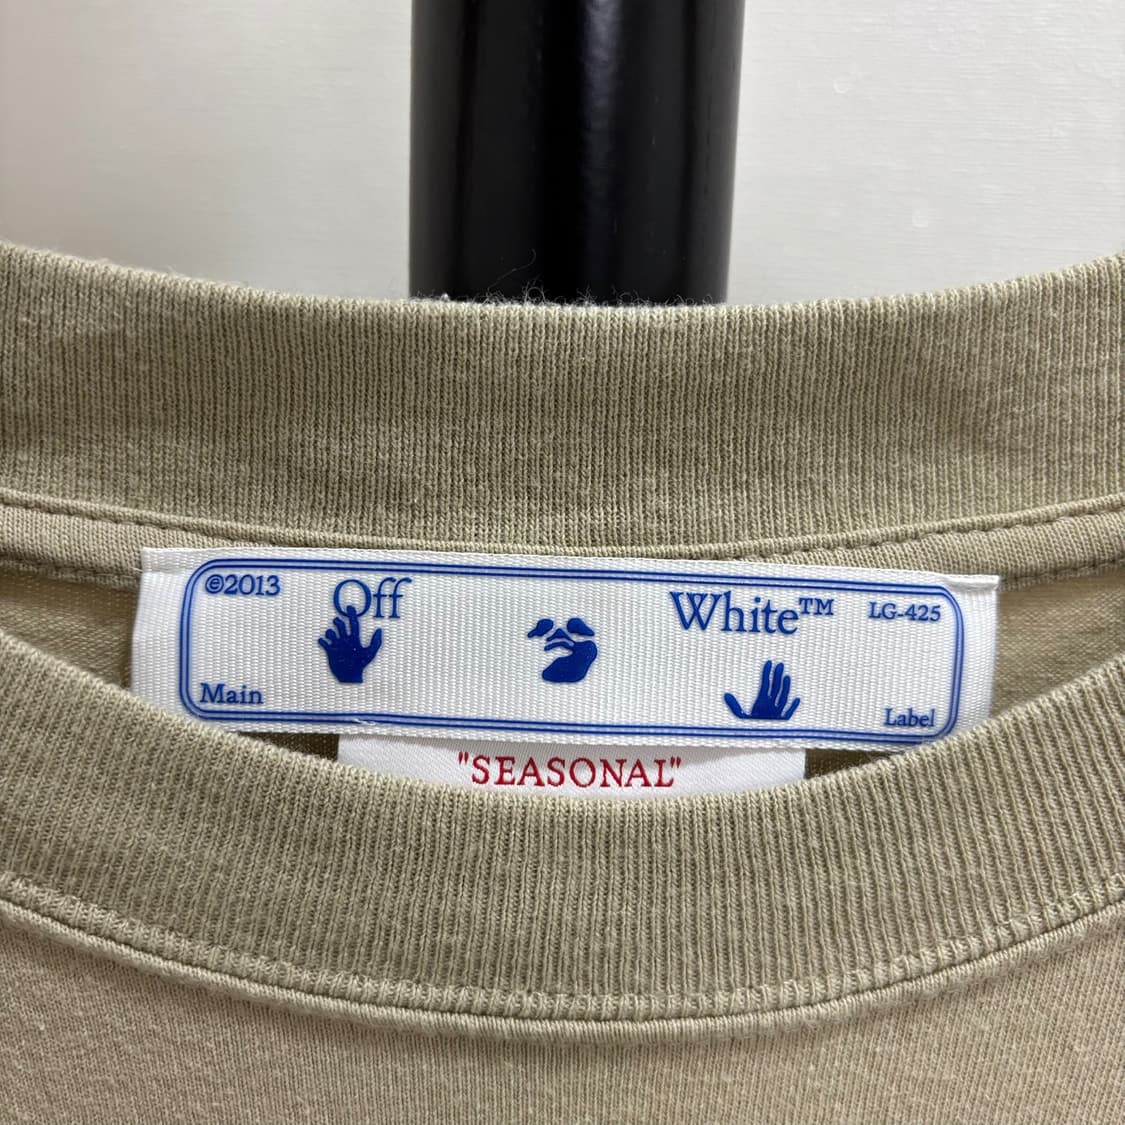 ©2013 Off White™ LG-425
Main Label
"SEASONAL"